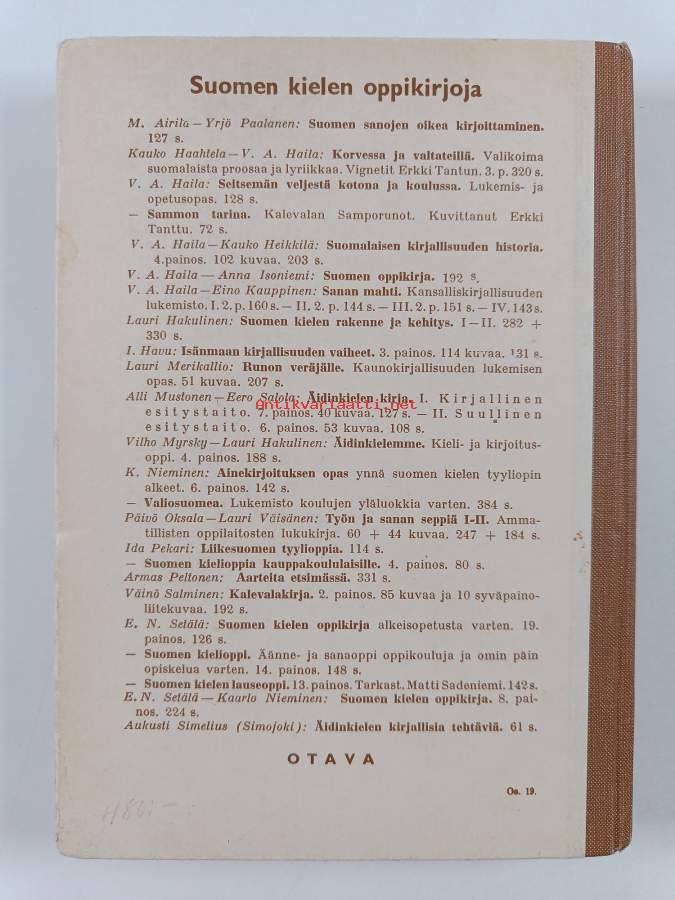 Suomen kielen oppikirjoja
M. Airila — Yrjö Paalanen: Suomen sanojen oikea kirjoittaminen.
127 s.
Kauko Haahtela — V. A. Haila: Korvessa ja valtateillä. Valikoima
suomalaista proosaa ja lyriikkaa. Vignetit Erkki Tantun. 3. p. 320 s.
V. A. Haila: Seitsemän veljestä kotona ja koulussa. Lukemis- ja
opetusopas. 128 s.
— Sammon tarina. Kalevalan Samporunot. Kuvittanut Erkki
Tanttu. 72 s.
V. A. Haila — Kauko Heikkilä: Suomalaisen kirjallisuuden historia.
4. painos. 102 kuvaa. 203 s.
V. A. Haila — Anna Isoniemi: Suomen oppikirja. 192 s.
V. A. Haila — Eino Kauppinen: Sanan mahti. Kansalliskirjallisuuden
lukemisto. I. 2. p. 160 s. — II. 2. p. 144 s. — III. 2. p. 151 s. — IV. 143 s.
Lauri Hakulinen: Suomen kielen rakenne ja kehitys. I—II. 282 +
330 s.
I. Havu: Isänmaan kirjallisuuden vaiheet. 3. painos. 114 kuvaa. 131 s.
Lauri Merikallio: Runon veräjälle. Kaunokirjallisuuden lukemisen
opas. 51 kuvaa. 207 s.
Alli Mustonen — Eero Salola: Äidinkielen kirja. I. Kirjallinen
esitystaito. 7. painos. 40 kuvaa. 127 s. — II. Suullinen
esitystaito. 6. painos. 53 kuvaa. 108 s.
antikvariaatti.net
Vilho Myrsky — Lauri Hakulinen: Äidinkielemme. Kieli- ja kirjoitus-
oppi. 4. painos. 188 s.
K. Nieminen: Ainekirjoituksen opas ynnä suomen kielen tyyliopin
alkeet. 6. painos. 142 s.
— Valiosuomea. Lukemisto koulujen yläluokkia varten. 384 s.
Päivö Oksala — Lauri Väisänen: Työn ja sanan seppiä I-II. Amma-
tillisten oppilaitosten lukukirja. 60 + 44 kuvaa. 247 + 184 s.
Ida Pekari: Liikesuomen tyylioppia. 114 s.
— Suomen kielioppia kauppakoululaisille. 4. painos. 80 s.
Armas Peltonen: Aarteita etsimässä. 331 s.
Väinö Salminen: Kalevalakirja. 2. painos. 85 kuvaa ja 10 syväpaino-
liitekuvaa. 192 s.
E. N. Setälä: Suomen kielen oppikirja alkeisopetusta varten. 19.
painos. 126 s.
— Suomen kielioppi. Äänne- ja sanaoppi oppikouluja ja omin päin
opiskelua varten. 14. painos. 148 s.
— Suomen kielen lauseoppi. 13. painos. Tarkast. Matti Sadeniemi. 142 s.
E. N. Setälä — Kaarlo Nieminen: Suomen kielen oppikirja. 8. pai-
nos. 224 s.
Aukusti Simelius (Simojoki): Äidinkielen kirjallisia tehtäviä. 61 s.
OTAVA
Os. 19.